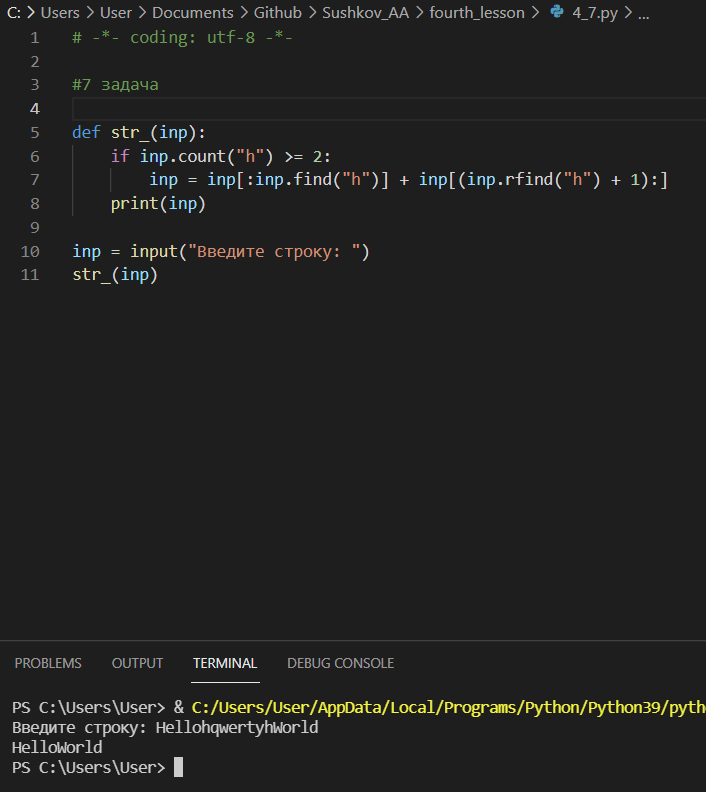 C: > Users > User > Documents > Github > Sushkov_AA > fourth_lesson > 4_7.py > ...
1 # -*- coding: utf-8 -*-
2
3 #7 задача
4
5 def str_(inp):
6     if inp.count("h") >= 2:
7         inp = inp[:inp.find("h")] + inp[(inp.rfind("h") + 1):]
8     print(inp)
9
10 inp = input("Введите строку: ")
11 str_(inp)
PROBLEMS OUTPUT TERMINAL DEBUG CONSOLE
PS C:\Users\User> & C:/Users/User/AppData/Local/Programs/Python/Python39/pytho
Введите строку: HellohqwertyhWorld
HelloWorld
PS C:\Users\User>